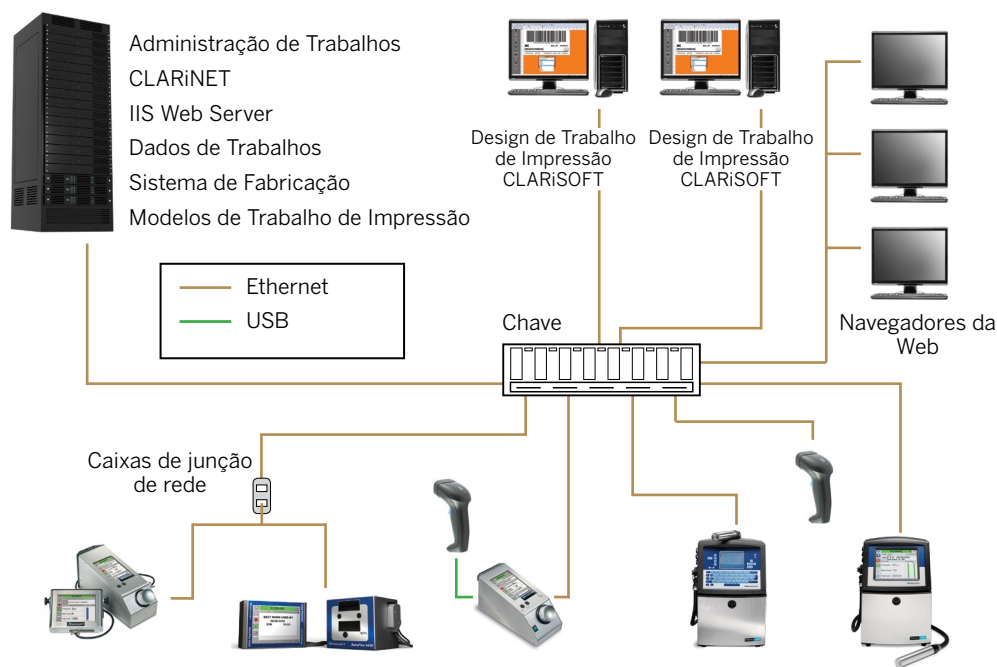 Administração de Trabalhos
CLARiNET
IIS Web Server
Dados de Trabalhos
Sistema de Fabricação
Modelos de Trabalho de Impressão
Design de Trabalho
de Impressão
CLARiSOFT
Design de Trabalho
de Impressão
CLARiSOFT
Ethernet
USB
Chave
Navegadores da
Web
Caixas de junção
de rede